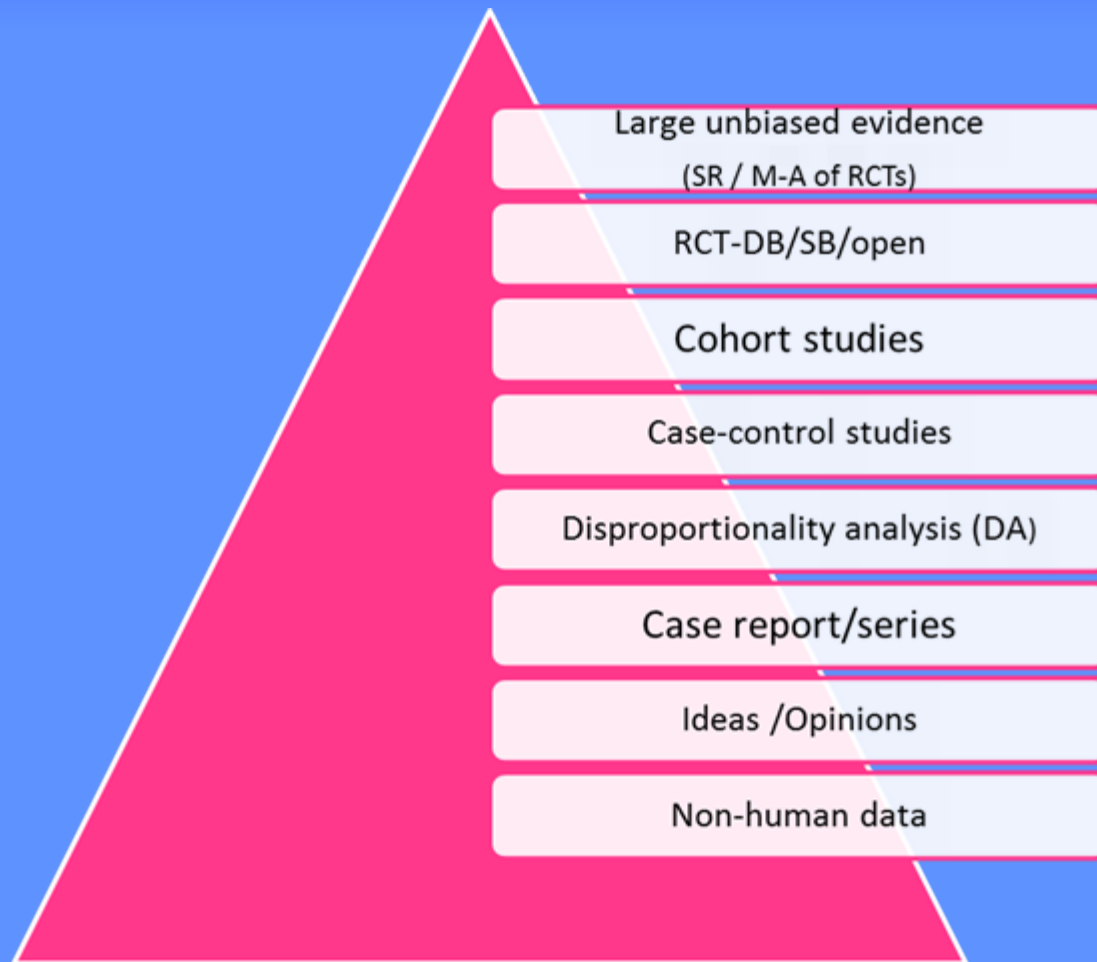 Large unbiased evidence
(SR / M-A of RCTs)
RCT-DB/SB/open
Cohort studies
Case-control studies
Disproportionality analysis (DA)
Case report/series
Ideas /Opinions
Non-human data